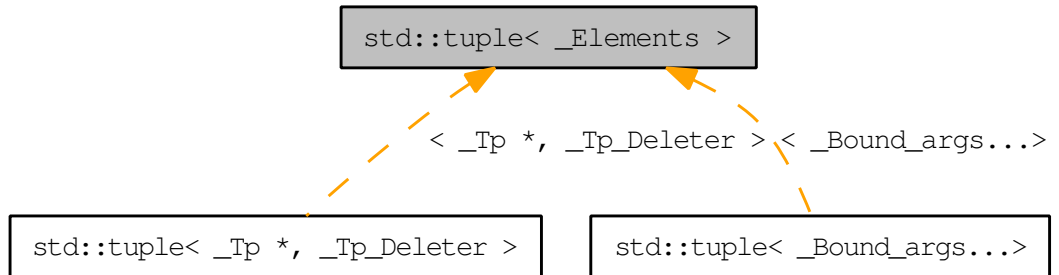 std::tuple< _Elements >
< _Tp *, _Tp_Deleter > < _Bound_args...>
std::tuple< _Tp *, _Tp_Deleter > std::tuple< _Bound_args...>